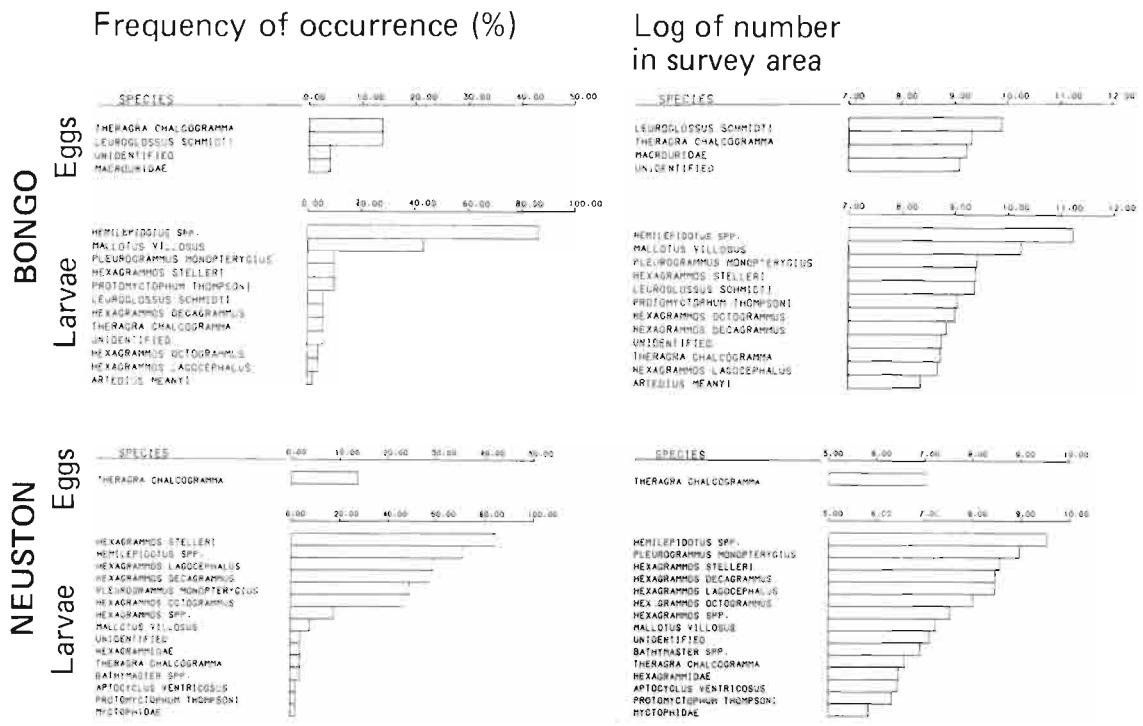 Frequency of occurrence (%)
Log of number
in survey area
BONGO
Eggs
SPECIES
0.00 10.00 20.00 30.00 40.00 50.00
THERAGRA CHALCOGRAMMA
LEUROGLOSSUS SCHMIDTI
UNIDENTIFIED
MACROURIDAE
SPECIES
7.00 8.00 9.00 10.00 11.00 12.00
LEUROGLOSSUS SCHMIDTI
THERAGRA CHALCOGRAMMA
MACROURIDAE
UNIDENTIFIED
Larvae
0.00 20.00 40.00 60.00 80.00 100.00
HEMILEPIDOTUS SPP.
MALLOTUS VILLOSUS
PLEUROGRAMMUS MONOPTERYGIUS
HEXAGRAMMOS STELLERI
PROTOMYCTOPHUM THOMPSONI
LEUROGLOSSUS SCHMIDTI
HEXAGRAMMOS DECAGRAMMUS
THERAGRA CHALCOGRAMMA
UNIDENTIFIED
HEXAGRAMMOS OCTOGRAMMUS
HEXAGRAMMOS LAGOCEPHALUS
ARTEDIUS MEANYI
7.00 8.00 9.00 10.00 11.00 12.00
HEMILEPIDOTUS SPP.
MALLOTUS VILLOSUS
PLEUROGRAMMUS MONOPTERYGIUS
HEXAGRAMMOS STELLERI
LEUROGLOSSUS SCHMIDTI
PROTOMYCTOPHUM THOMPSONI
HEXAGRAMMOS OCTOGRAMMUS
HEXAGRAMMOS DECAGRAMMUS
UNIDENTIFIED
THERAGRA CHALCOGRAMMA
HEXAGRAMMOS LAGOCEPHALUS
ARTEDIUS MEANYI
NEUSTON
Eggs
SPECIES
0.00 10.00 20.00 30.00 40.00 50.00
THERAGRA CHALCOGRAMMA
SPECIES
5.00 6.00 7.00 8.00 9.00 10.00
THERAGRA CHALCOGRAMMA
Larvae
0.00 20.00 40.00 60.00 80.00 100.00
HEXAGRAMMOS STELLERI
HEMILEPIDOTUS SPP.
HEXAGRAMMOS LAGOCEPHALUS
HEXAGRAMMOS DECAGRAMMUS
PLEUROGRAMMUS MONOPTERYGIUS
HEXAGRAMMOS OCTOGRAMMUS
HEXAGRAMMOS SPP.
MALLOTUS VILLOSUS
UNIDENTIFIED
HEXAGRAMMIDAE
THERAGRA CHALCOGRAMMA
BATHYMASTER SPP.
APTOCYCLUS VENTRICOSUS
PROTOMYCTOPHUM THOMPSONI
MYCTOPHIDAE
5.00 6.00 7.00 8.00 9.00 10.00
HEMILEPIDOTUS SPP.
PLEUROGRAMMUS MONOPTERYGIUS
HEXAGRAMMOS STELLERI
HEXAGRAMMOS DECAGRAMMUS
HEXAGRAMMOS LAGOCEPHALUS
HEXAGRAMMOS OCTOGRAMMUS
HEXAGRAMMOS SPP.
MALLOTUS VILLOSUS
UNIDENTIFIED
BATHYMASTER SPP.
THERAGRA CHALCOGRAMMA
HEXAGRAMMIDAE
APTOCYCLUS VENTRICOSUS
PROTOMYCTOPHUM THOMPSONI
MYCTOPHIDAE